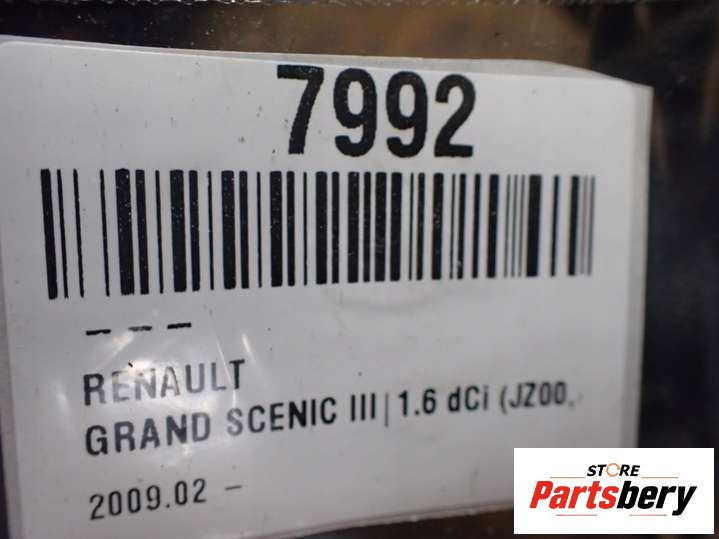 7992
– – –
RENAULT
GRAND SCENIC III|1.6 dCi (JZ00,
2009.02 –
STORE
Partsbery